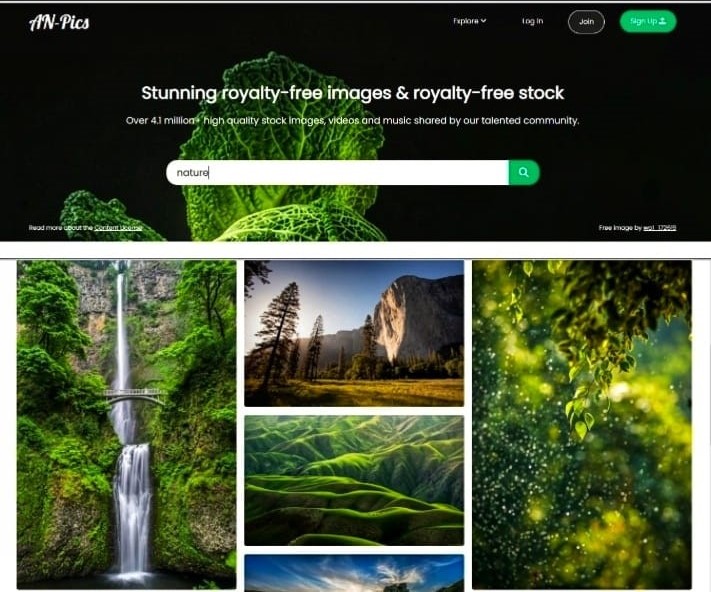 AN-Pics
Explore
Log In
Join
Sign Up
Stunning royalty-free images & royalty-free stock
Over 4.1 million+ high quality stock images, videos and music shared by our talented community.
nature
Read more about the Content License
Free image by